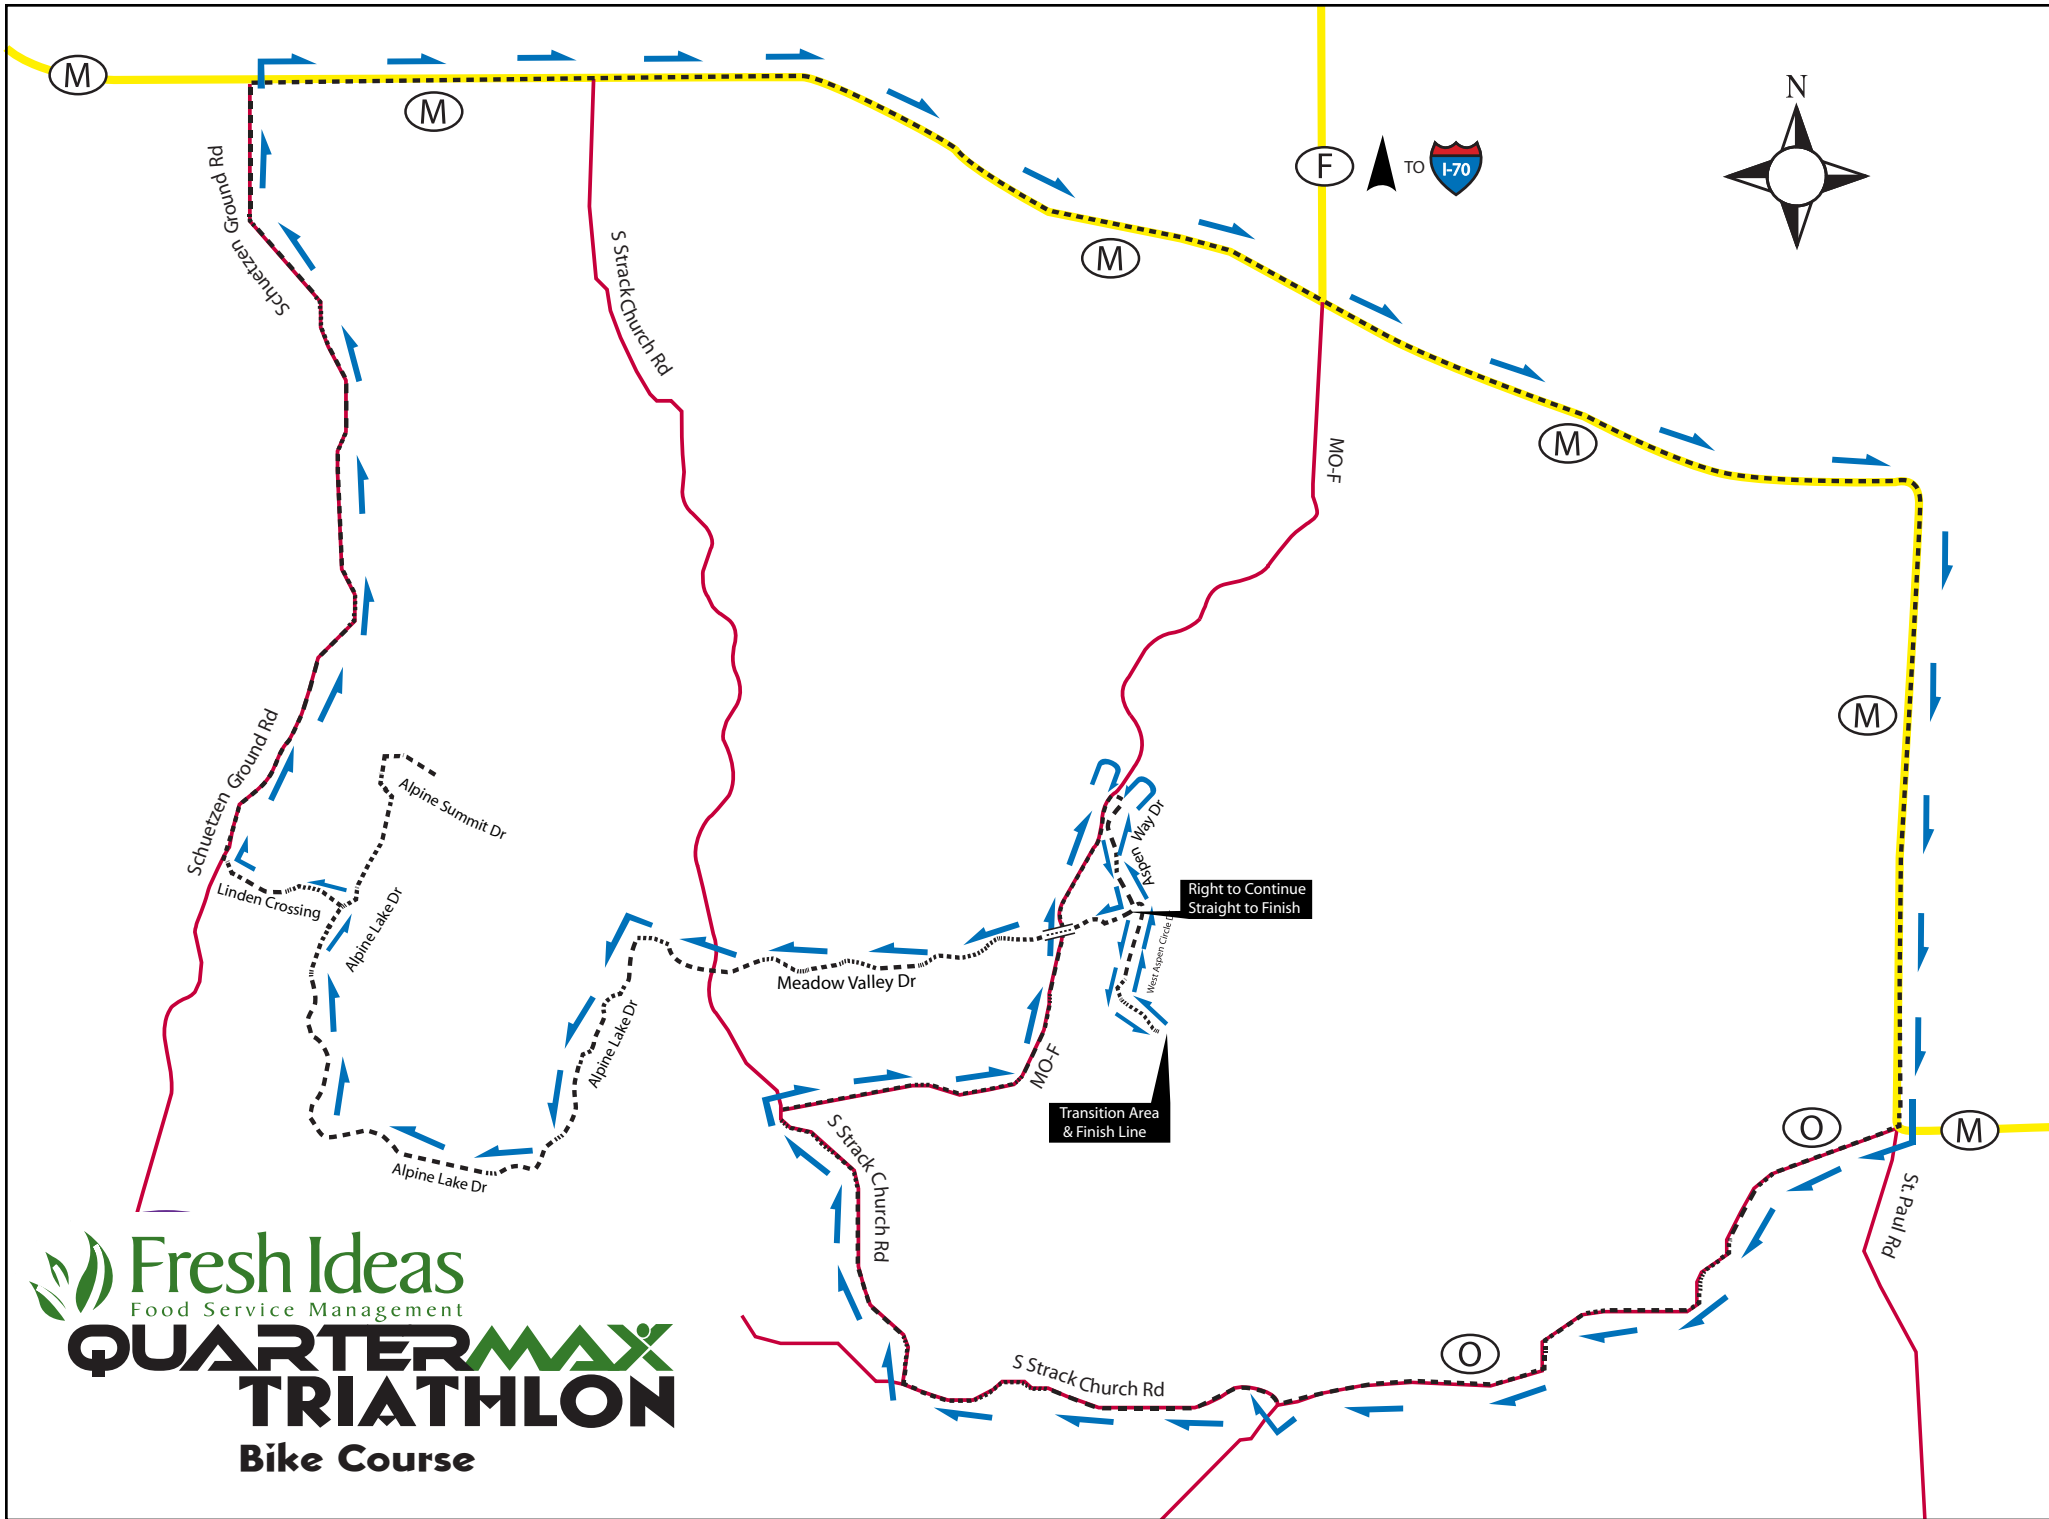 M
M
N
F
TO
I-70
Schuetzen Ground Rd
S Strack Church Rd
M
MO-F
M
M
Schuetzen Ground Rd
Alpine Summit Dr
Aspen Way Dr
Linden Crossing
Alpine Lake Dr
Right to Continue
Straight to Finish
West Aspen Circle D
Meadow Valley Dr
Alpine Lake Dr
MO-F
Transition Area
& Finish Line
S Strack Church Rd
O
M
Alpine Lake Dr
St. Paul Rd
Fresh Ideas
Food Service Management
QUARTERMAX
TRIATHLON
Bike Course
S Strack Church Rd
O